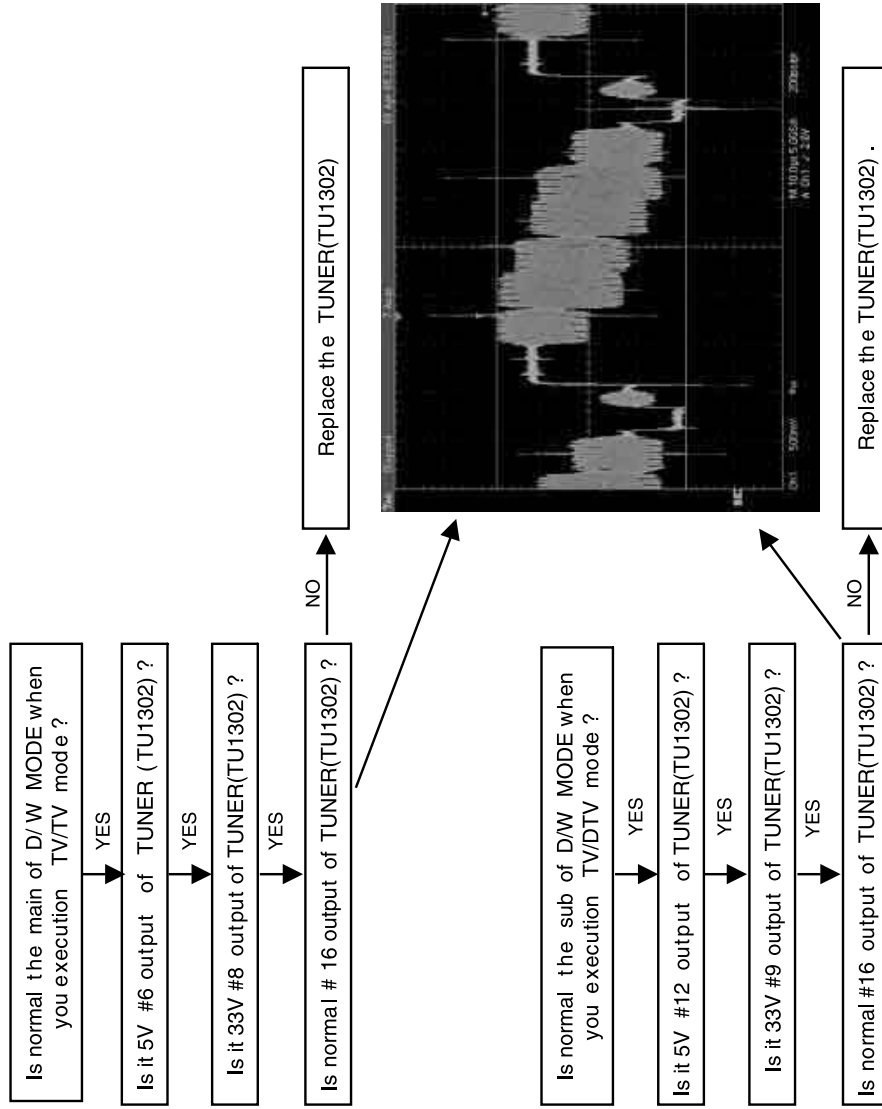 Is normal the main of D/W MODE when
you execution TV/TV mode ?
YES
Is it 5V #6 output of TUNER (TU1302) ?
YES
Is it 33V #8 output of TUNER(TU1302) ?
YES
Is normal # 16 output of TUNER(TU1302) ?
NO
Replace the TUNER(TU1302)
Ch1 500mV
M 10.0µs
Is normal the sub of D/W MODE when
you execution TV/DTV mode ?
YES
Is it 5V #12 output of TUNER(TU1302) ?
YES
Is it 33V #9 output of TUNER(TU1302) ?
YES
Is normal #16 output of TUNER(TU1302) ?
NO
Replace the TUNER(TU1302) .